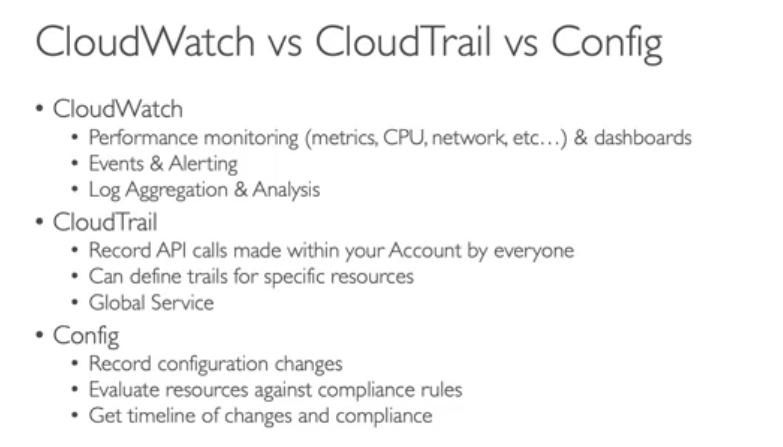 CloudWatch vs CloudTrail vs Config
• CloudWatch
• Performance monitoring (metrics, CPU, network, etc…) & dashboards
• Events & Alerting
• Log Aggregation & Analysis
• CloudTrail
• Record API calls made within your Account by everyone
• Can define trails for specific resources
• Global Service
• Config
• Record configuration changes
• Evaluate resources against compliance rules
• Get timeline of changes and compliance